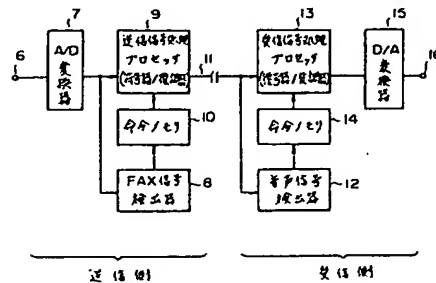 7
9
13
15
A/D
変換器
送信信号処理
プロセッサ
(符号器/変調器)
11
受信信号処理
プロセッサ
(復号器/復調器)
D/A
変換器
6
16
命令メモリ
10
命令メモリ
14
FAX信号
検出器
8
音声信号
検出器
12
送信側
受信側